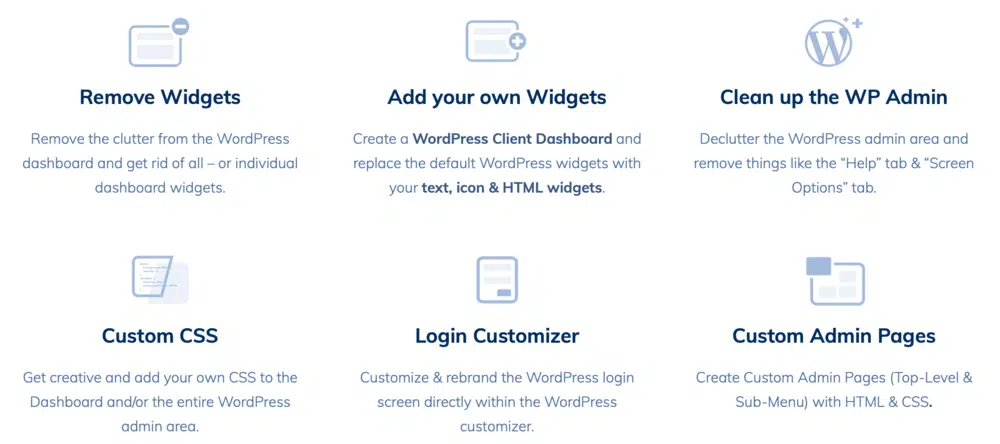 Remove Widgets
Remove the clutter from the WordPress
dashboard and get rid of all – or individual
dashboard widgets.
Add your own Widgets
Create a WordPress Client Dashboard and
replace the default WordPress widgets with
your text, icon & HTML widgets.
Clean up the WP Admin
Declutter the WordPress admin area and
remove things like the “Help” tab & “Screen
Options” tab.
Custom CSS
Get creative and add your own CSS to the
Dashboard and/or the entire WordPress
admin area.
Login Customizer
Customize & rebrand the WordPress login
screen directly within the WordPress
customizer.
Custom Admin Pages
Create Custom Admin Pages (Top-Level &
Sub-Menu) with HTML & CSS.